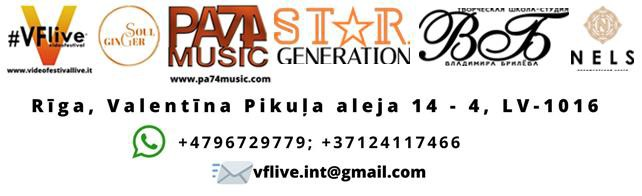 #VFlive
videofestival
www.videofestivallive.it
SOUL
GINGER
PA74
MUSIC
www.pa74music.com
STAR
GENERATION
ТВОРЧЕСКАЯ ШКОЛА-СТУДИЯ
ВБ
ВЛАДИМИРА БРИЛЁВА
NELS
Rīga, Valentīna Pikuļa aleja 14 - 4, LV-1016
+4796729779; +37124117466
vflive.int@gmail.com